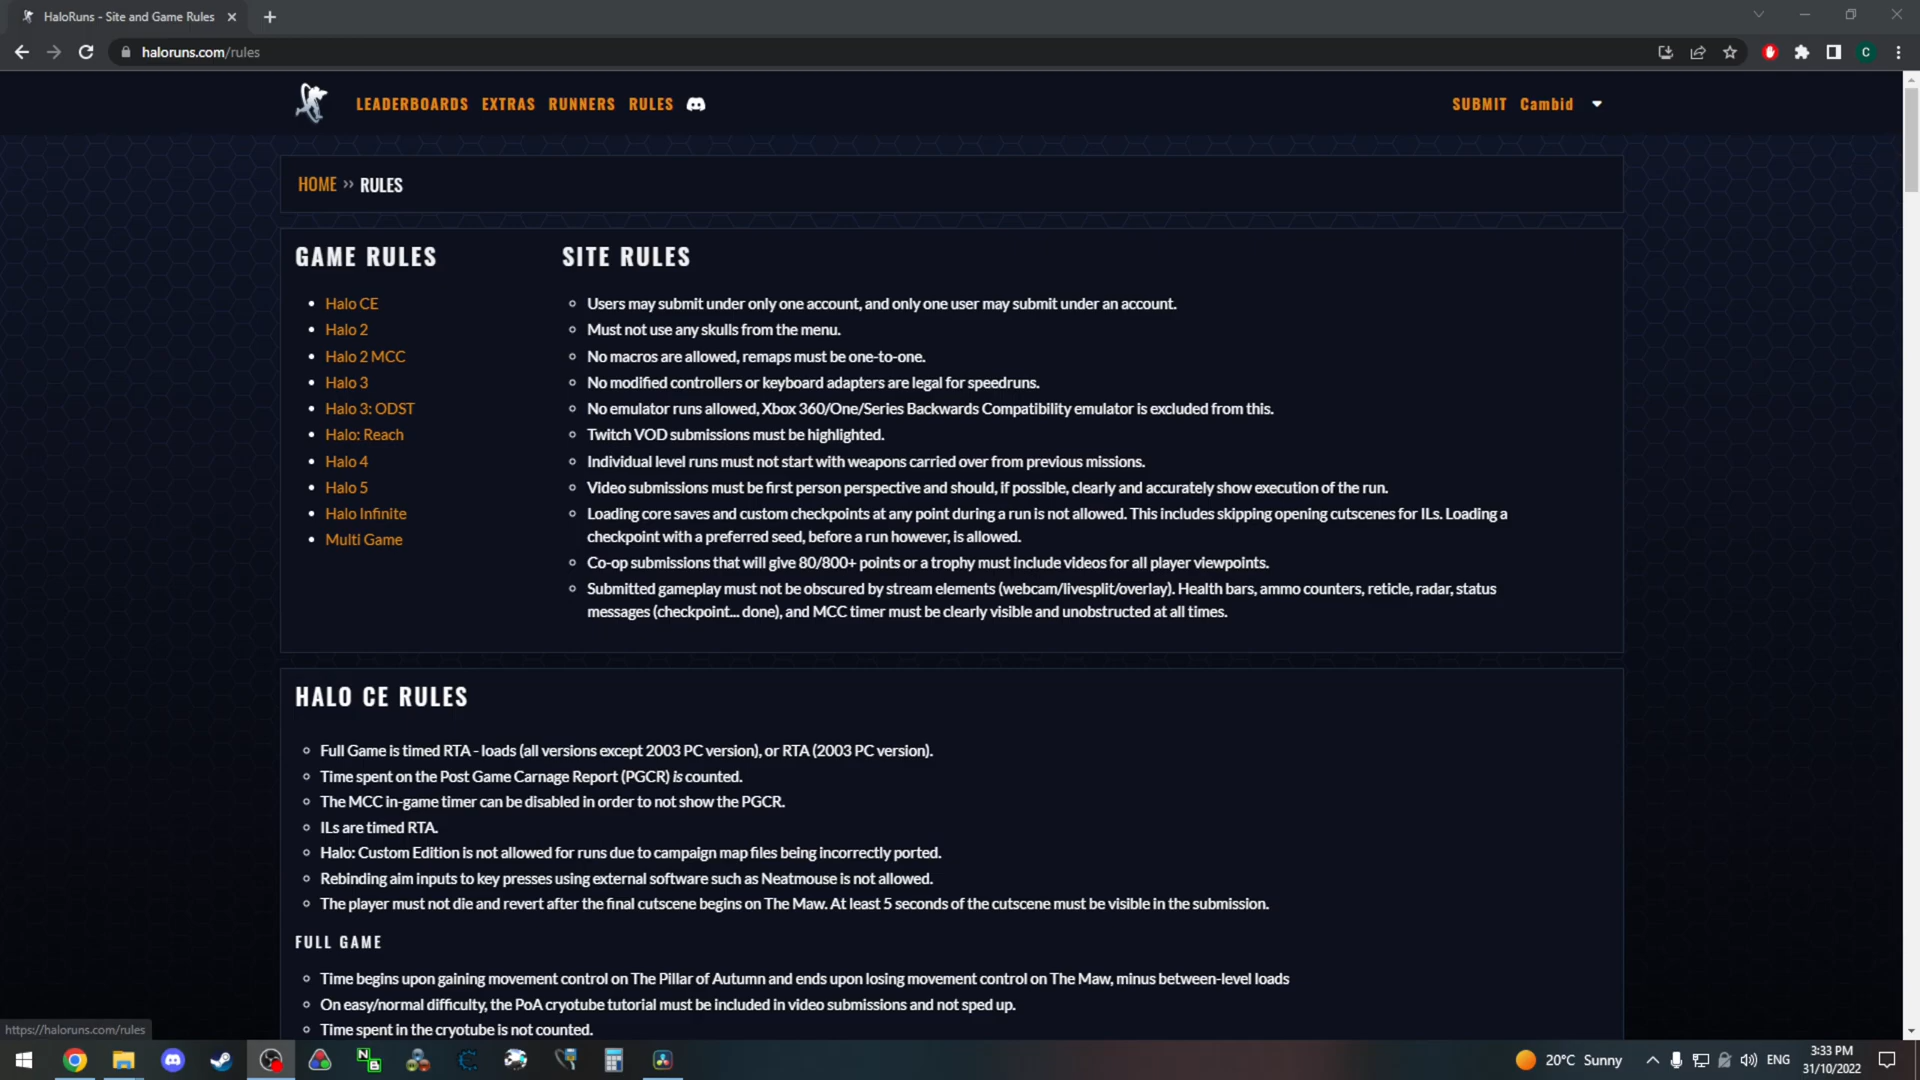 HaloRuns - Site and Game Rules
haloruns.com/rules
C
LEADERBOARDS EXTRAS RUNNERS RULES
SUBMIT Cambid
HOME » RULES
GAME RULES
Halo CE
Halo 2
Halo 2 MCC
Halo 3
Halo 3: ODST
Halo: Reach
Halo 4
Halo 5
Halo Infinite
Multi Game
SITE RULES
Users may submit under only one account, and only one user may submit under an account.
Must not use any skulls from the menu.
No macros are allowed, remaps must be one-to-one.
No modified controllers or keyboard adapters are legal for speedruns.
No emulator runs allowed, Xbox 360/One/Series Backwards Compatibility emulator is excluded from this.
Twitch VOD submissions must be highlighted.
Individual level runs must not start with weapons carried over from previous missions.
Video submissions must be first person perspective and should, if possible, clearly and accurately show execution of the run.
Loading core saves and custom checkpoints at any point during a run is not allowed. This includes skipping opening cutscenes for ILs. Loading a
checkpoint with a preferred seed, before a run however, is allowed.
Co-op submissions that will give 80/800+ points or a trophy must include videos for all player viewpoints.
Submitted gameplay must not be obscured by stream elements (webcam/livesplit/overlay). Health bars, ammo counters, reticle, radar, status
messages (checkpoint... done), and MCC timer must be clearly visible and unobstructed at all times.
HALO CE RULES
Full Game is timed RTA - loads (all versions except 2003 PC version), or RTA (2003 PC version).
Time spent on the Post Game Carnage Report (PGCR) is counted.
The MCC in-game timer can be disabled in order to not show the PGCR.
ILs are timed RTA.
Halo: Custom Edition is not allowed for runs due to campaign map files being incorrectly ported.
Rebinding aim inputs to key presses using external software such as Neatmouse is not allowed.
The player must not die and revert after the final cutscene begins on The Maw. At least 5 seconds of the cutscene must be visible in the submission.
FULL GAME
Time begins upon gaining movement control on The Pillar of Autumn and ends upon losing movement control on The Maw, minus between-level loads
On easy/normal difficulty, the PoA cryotube tutorial must be included in video submissions and not sped up.
Time spent in the cryotube is not counted.
https://haloruns.com/rules
N
B
20°C Sunny
ENG
3:33 PM
31/10/2022